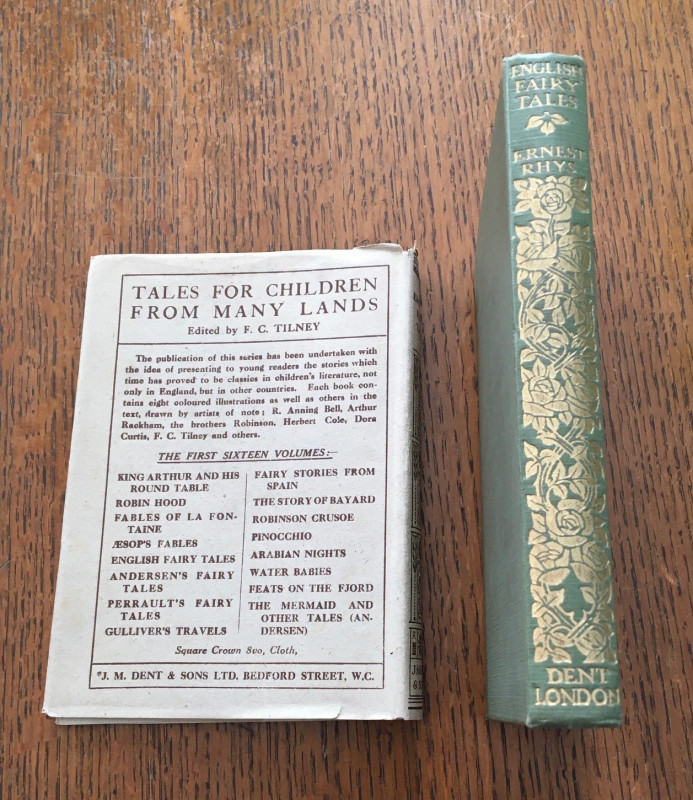 TALES FOR CHILDREN
FROM MANY LANDS
Edited by F. C. TILNEY
The publication of this series has been undertaken with
the idea of presenting to young readers the stories which
time has proved to be classics in children's literature, not
only in England, but in other countries. Each book con-
tains eight coloured illustrations as well as others in the
text, drawn by artists of note; R. Anning Bell, Arthur
Rackham, the brothers Robinson, Herbert Cole, Dora
Curtis, F. C. Tilney and others.
THE FIRST SIXTEEN VOLUMES:—
KING ARTHUR AND HIS
ROUND TABLE
ROBIN HOOD
FABLES OF LA FON-
TAINE
ÆSOP'S FABLES
ENGLISH FAIRY TALES
ANDERSEN'S FAIRY
TALES
PERRAULT'S FAIRY
TALES
GULLIVER'S TRAVELS
FAIRY STORIES FROM
SPAIN
THE STORY OF BAYARD
ROBINSON CRUSOE
PINOCCHIO
ARABIAN NIGHTS
WATER BABIES
FEATS ON THE FJORD
THE MERMAID AND
OTHER TALES (AN-
DERSEN)
Square Crown 8vo, Cloth,
J. M. DENT & SONS LTD. BEDFORD STREET, W.C.
ENGLISH
FAIRY
TALES
ERNEST
RHYS
DENT
LONDON